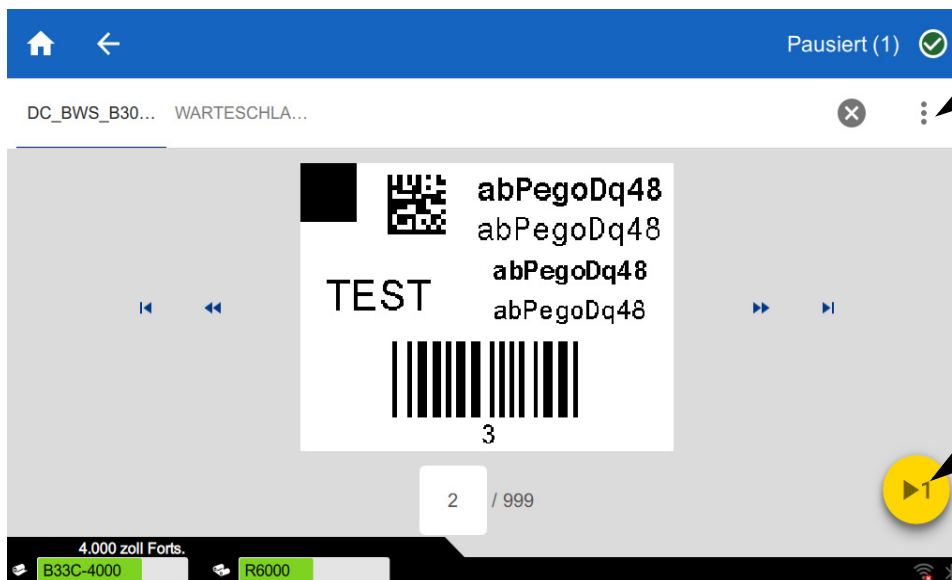 Pausiert (1)
DC_BWS_B30... WARTESCHLA...
abPegoDq48
abPegoDq48
TEST
abPegoDq48
abPegoDq48
3
2 / 999
1
4.000 zoll Forts.
B33C-4000 R6000